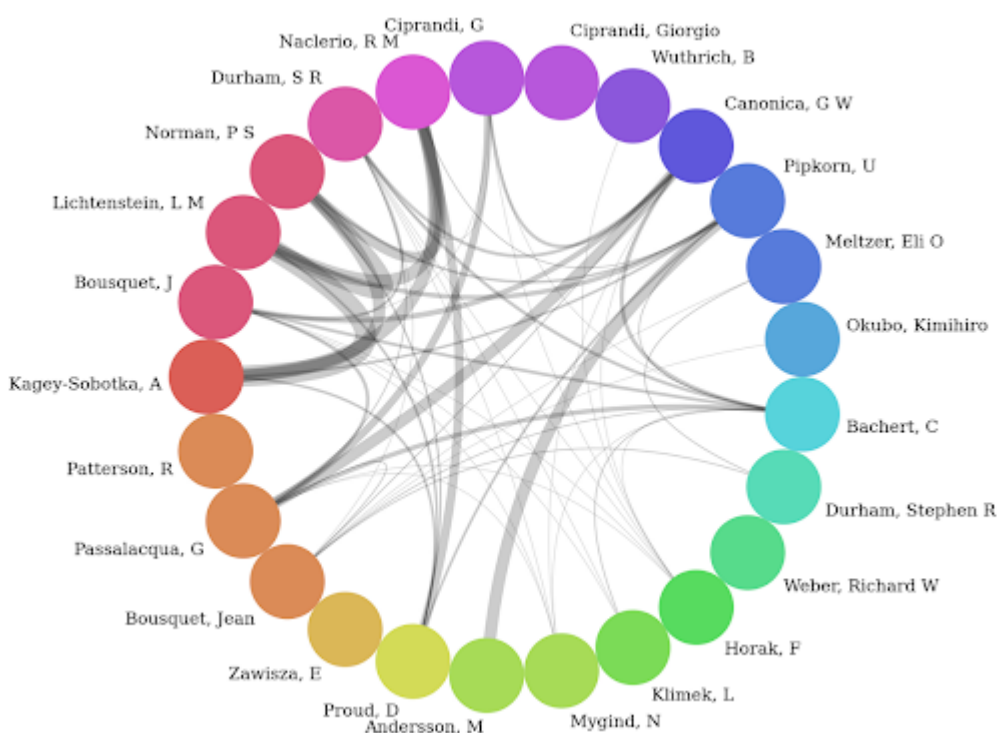 Ciprandi, G
Ciprandi, Giorgio
Naclerio, R M
Wuthrich, B
Durham, S R
Canonica, G W
Norman, P S
Pipkorn, U
Lichtenstein, L M
Meltzer, Eli O
Bousquet, J
Okubo, Kimihiro
Kagey-Sobotka, A
Bachert, C
Patterson, R
Durham, Stephen R
Passalacqua, G
Weber, Richard W
Bousquet, Jean
Horak, F
Zawisza, E
Klimek, L
Proud, D
Mygind, N
Andersson, M